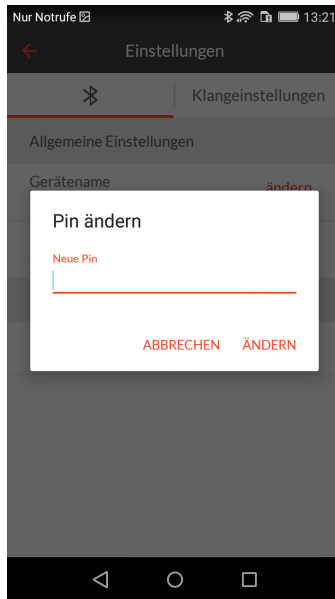 Nur Notrufe 13:21
Einstellungen
Klangeinstellungen
Allgemeine Einstellungen
Gerätename
ändern
Pin ändern
Neue Pin
ABBRECHEN ÄNDERN